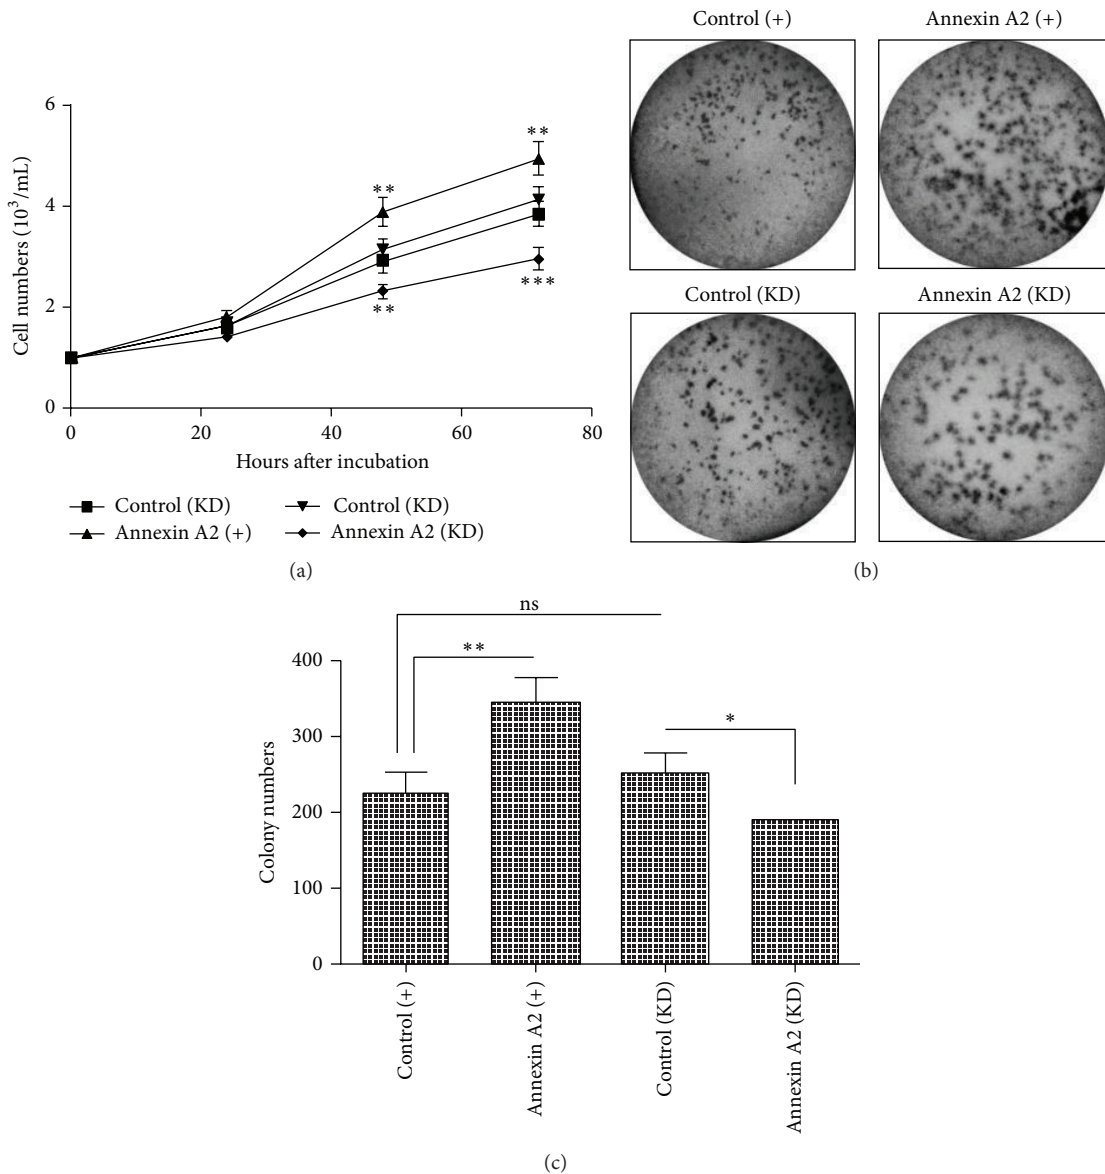 Control (+)
Annexin A2 (+)
Control (KD)
Annexin A2 (KD)
(b)
Cell numbers (10³/mL)
6
4
2
0
**
**
**
***
0
20
40
60
80
Hours after incubation
Control (KD)
Control (KD)
Annexin A2 (+)
Annexin A2 (KD)
(a)
ns
**
*
Colony numbers
400
300
200
100
0
Control (+)
Annexin A2 (+)
Control (KD)
Annexin A2 (KD)
(c)